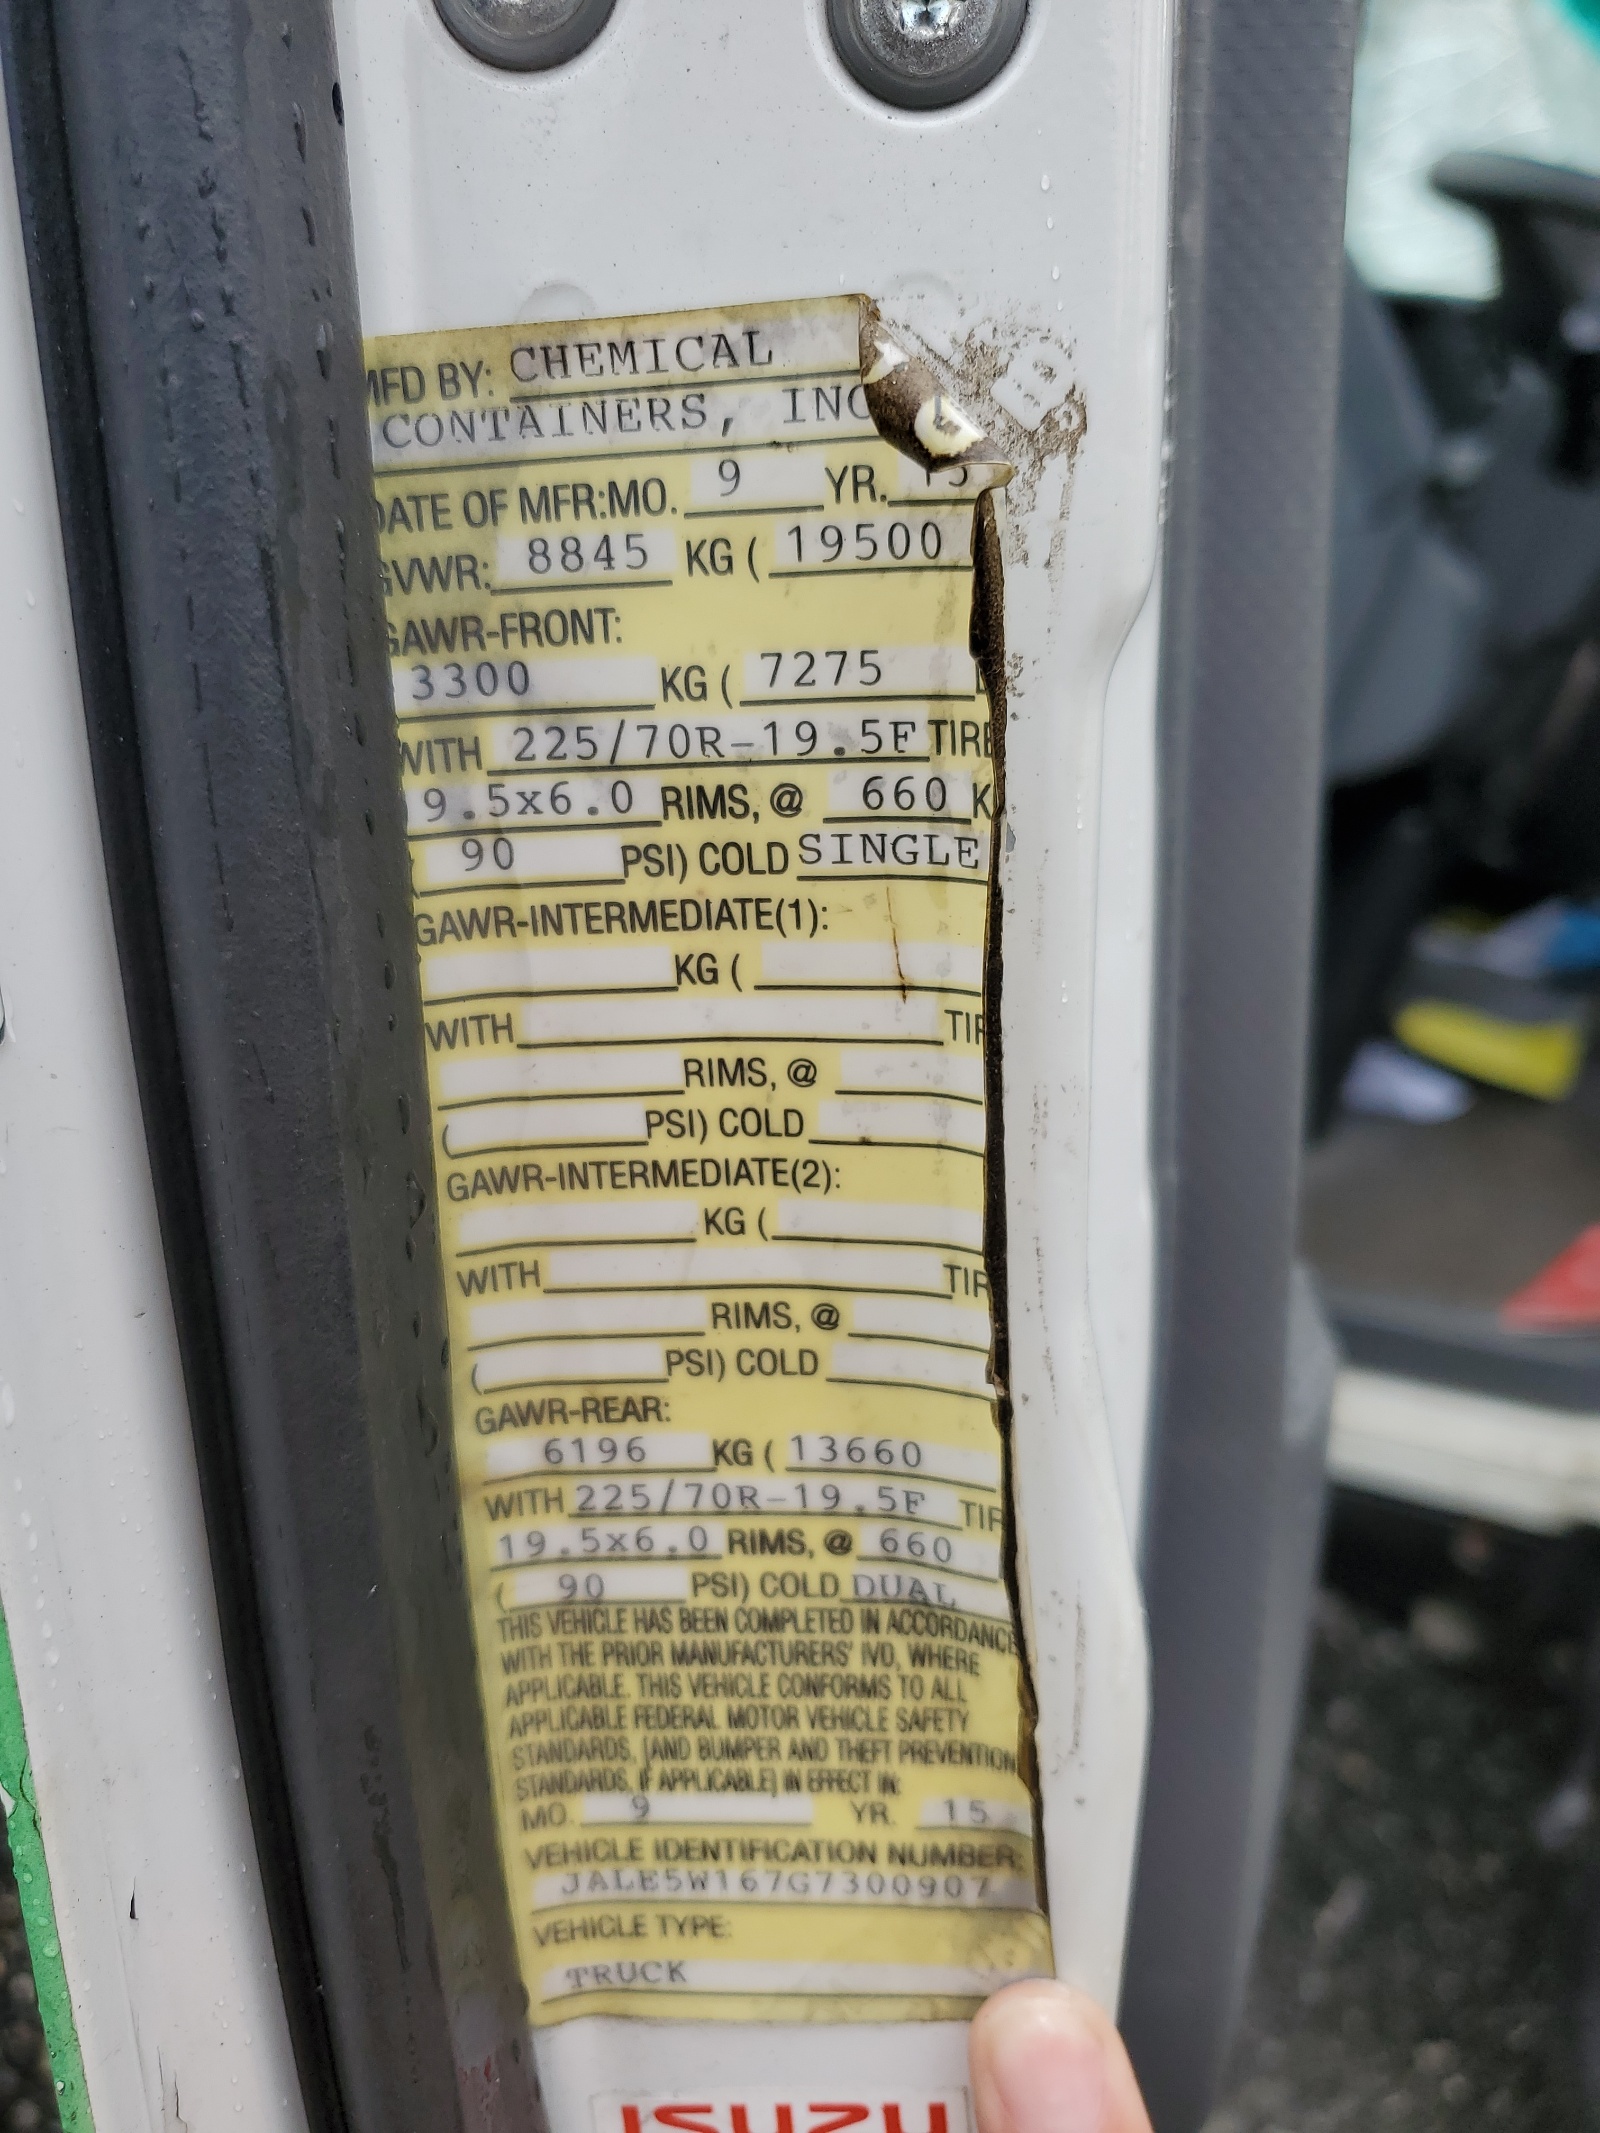 MFD BY: CHEMICAL
CONTAINERS, INC
DATE OF MFR:MO. 9 YR. 15
GVWR: 8845 KG ( 19500
GAWR-FRONT:
3300 KG ( 7275
WITH 225/70R-19.5F TIRE
9.5x6.0 RIMS, @ 660 K
( 90 PSI) COLD SINGLE
GAWR-INTERMEDIATE(1):
KG (
WITH TIR
RIMS, @
( PSI) COLD
GAWR-INTERMEDIATE(2):
KG (
WITH TIR
RIMS, @
( PSI) COLD
GAWR-REAR:
6196 KG ( 13660
WITH 225/70R-19.5F TIR
19.5x6.0 RIMS, @ 660
( 90 PSI) COLD DUAL
THIS VEHICLE HAS BEEN COMPLETED IN ACCORDANCE
WITH THE PRIOR MANUFACTURERS' IVD, WHERE
APPLICABLE. THIS VEHICLE CONFORMS TO ALL
APPLICABLE FEDERAL MOTOR VEHICLE SAFETY
STANDARDS, [AND BUMPER AND THEFT PREVENTION
STANDARDS, IF APPLICABLE] IN EFFECT IN:
MO. 9 YR. 15
VEHICLE IDENTIFICATION NUMBER:
JALE5W167G7300907
VEHICLE TYPE:
TRUCK
ISUZU